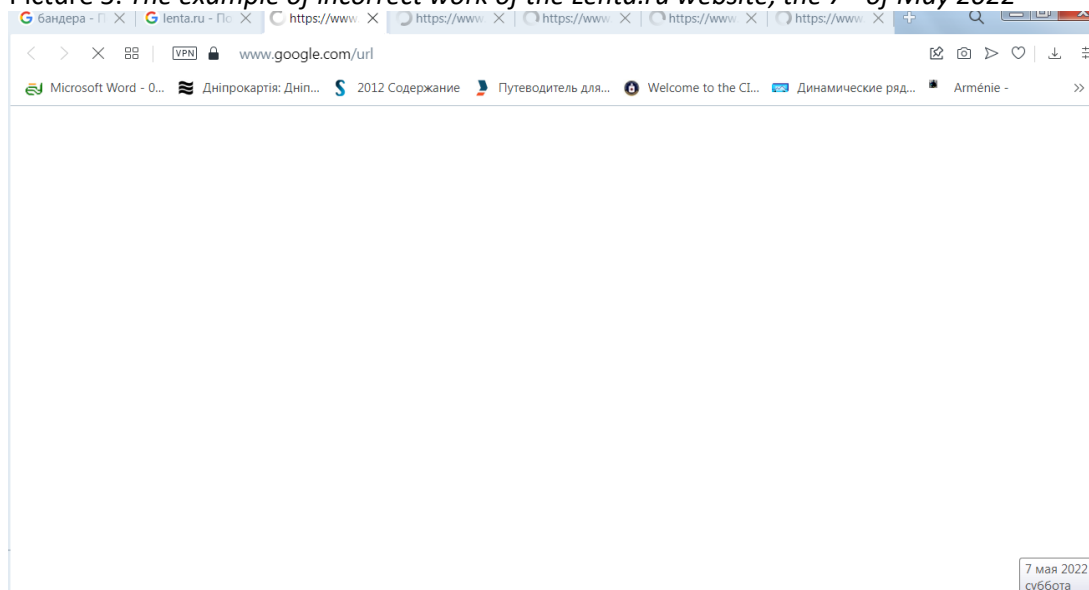 Picture 3. The example of incorrect work of the Lenta.ru website, the 7 of May 2022
бандера - П lenta.ru - По https://www. https://www. https://www. https://www. https://www.
VPN www.google.com/url
Microsoft Word - 0... Дніпрокартія: Дніп... 2012 Содержание Путеводитель для... Welcome to the CI... Динамические ряд... Arménie - »
7 мая 2022
суббота